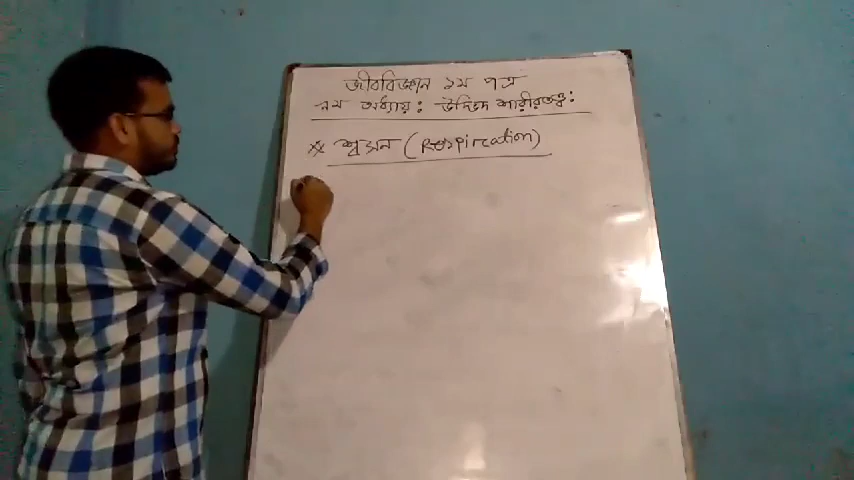 জীববিজ্ঞান ১ম পত্র
৯ম অধ্যায়: উদ্ভিদ শারীরতত্ত্ব:
* শ্বসন (Respiration)